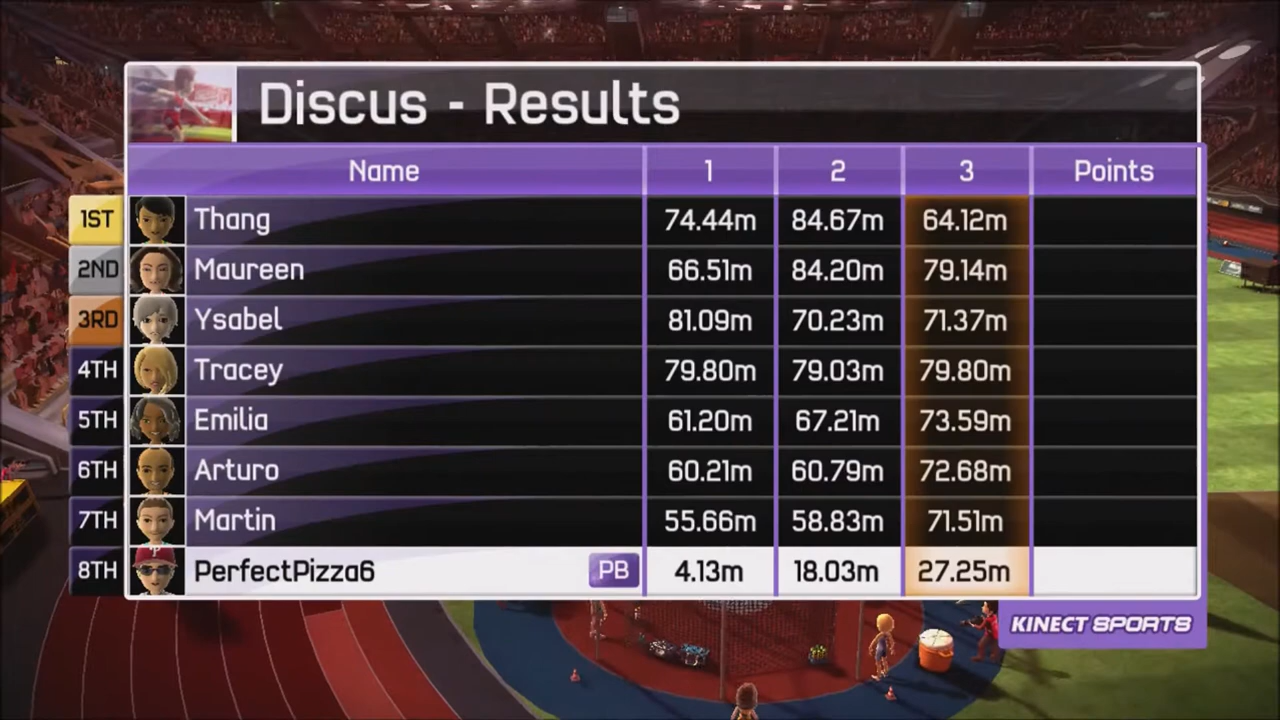 Discus - Results
Name 1 2 3 Points
1ST Thang 74.44m 84.67m 64.12m
2ND Maureen 66.51m 84.20m 79.14m
3RD Ysabel 81.09m 70.23m 71.37m
4TH Tracey 79.80m 79.03m 79.80m
5TH Emilia 61.20m 67.21m 73.59m
6TH Arturo 60.21m 60.79m 72.68m
7TH Martin 55.66m 58.83m 71.51m
8TH PerfectPizza6 PB 4.13m 18.03m 27.25m
KINECT SPORTS